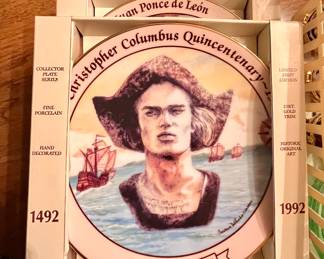 Juan Ponce de León
Christopher Columbus Quincentenary
COLLECTOR
PLATE
SERIES
FINE
PORCELAIN
HAND
DECORATED
1492
LIMITED
FIRST
EDITION
22KT.
GOLD
TRIM
HISTORIC
ORIGINAL
ART
1992